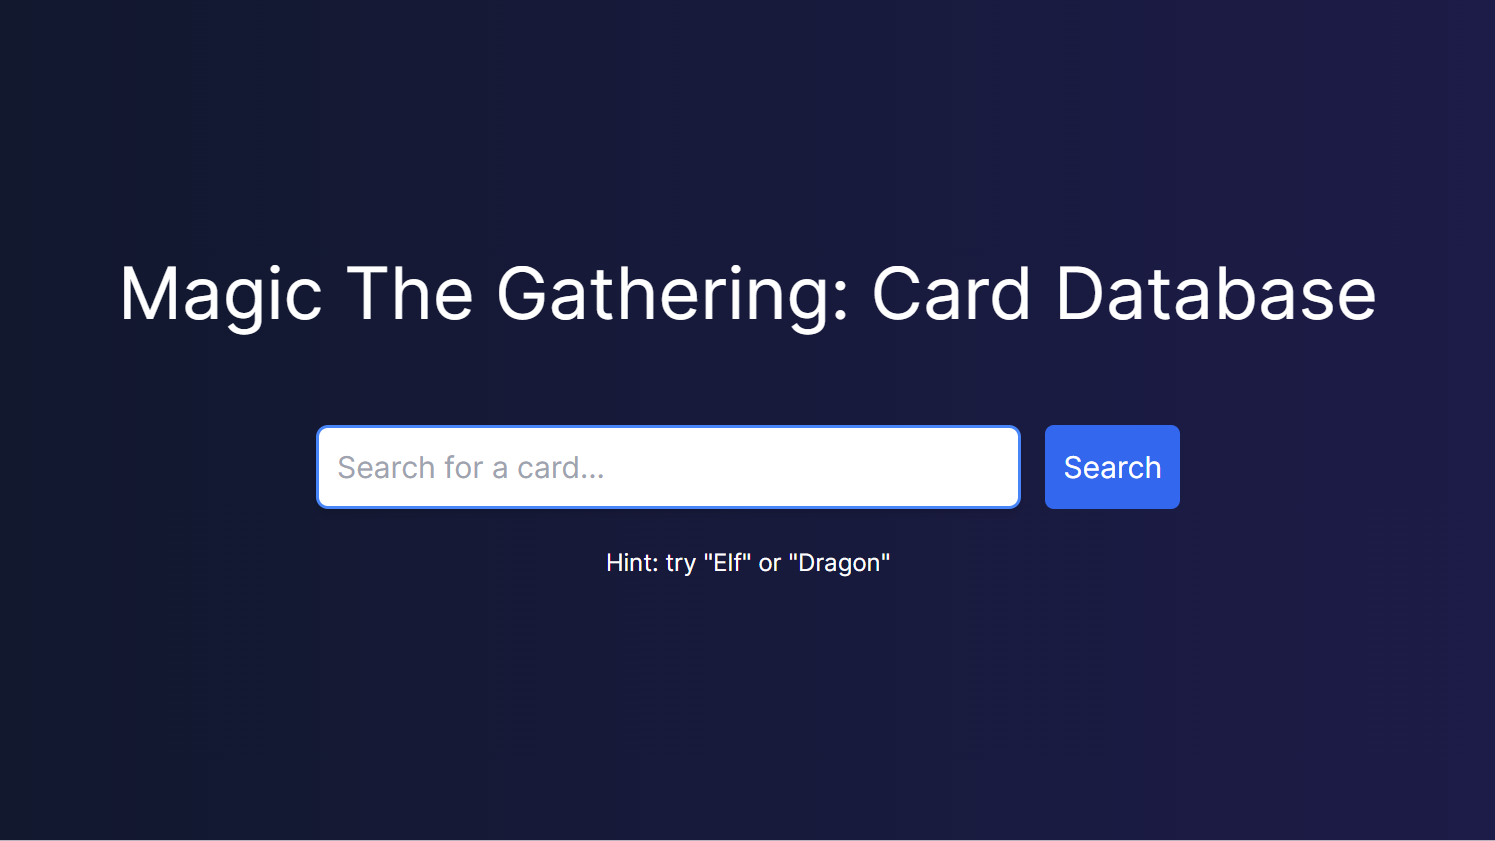 Magic The Gathering: Card Database
Search for a card...
Search
Hint: try "Elf" or "Dragon"